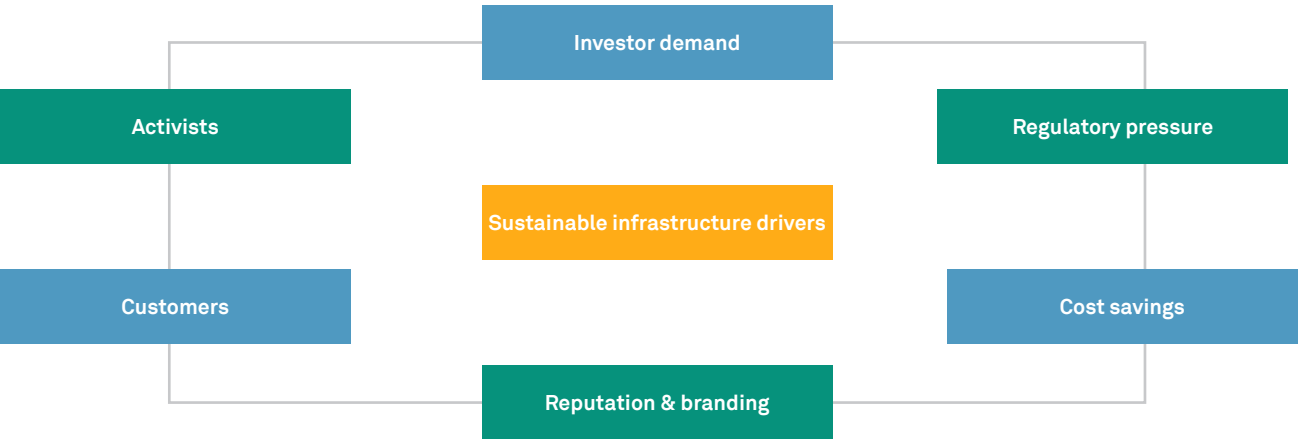 Investor demand
Activists
Regulatory pressure
Sustainable infrastructure drivers
Customers
Cost savings
Reputation & branding